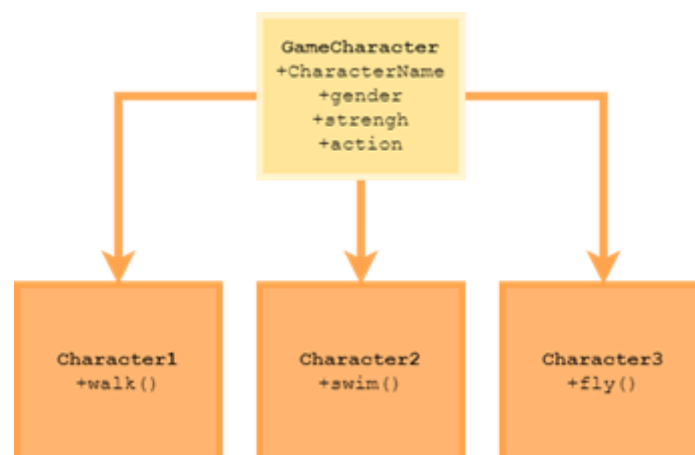 GameCharacter
+CharacterName
+gender
+strengh
+action
Character1
+walk()
Character2
+swim()
Character3
+fly()